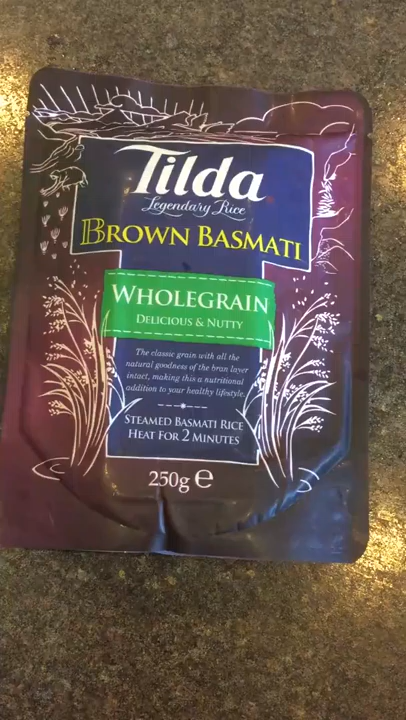 Tilda
Legendary Rice
BROWN BASMATI
WHOLEGRAIN
DELICIOUS & NUTTY
The classic grain with all the
natural goodness of the bran layer
intact, making this a nutritional
addition to your healthy lifestyle.
STEAMED BASMATI RICE
HEAT FOR 2 MINUTES
250g ℮